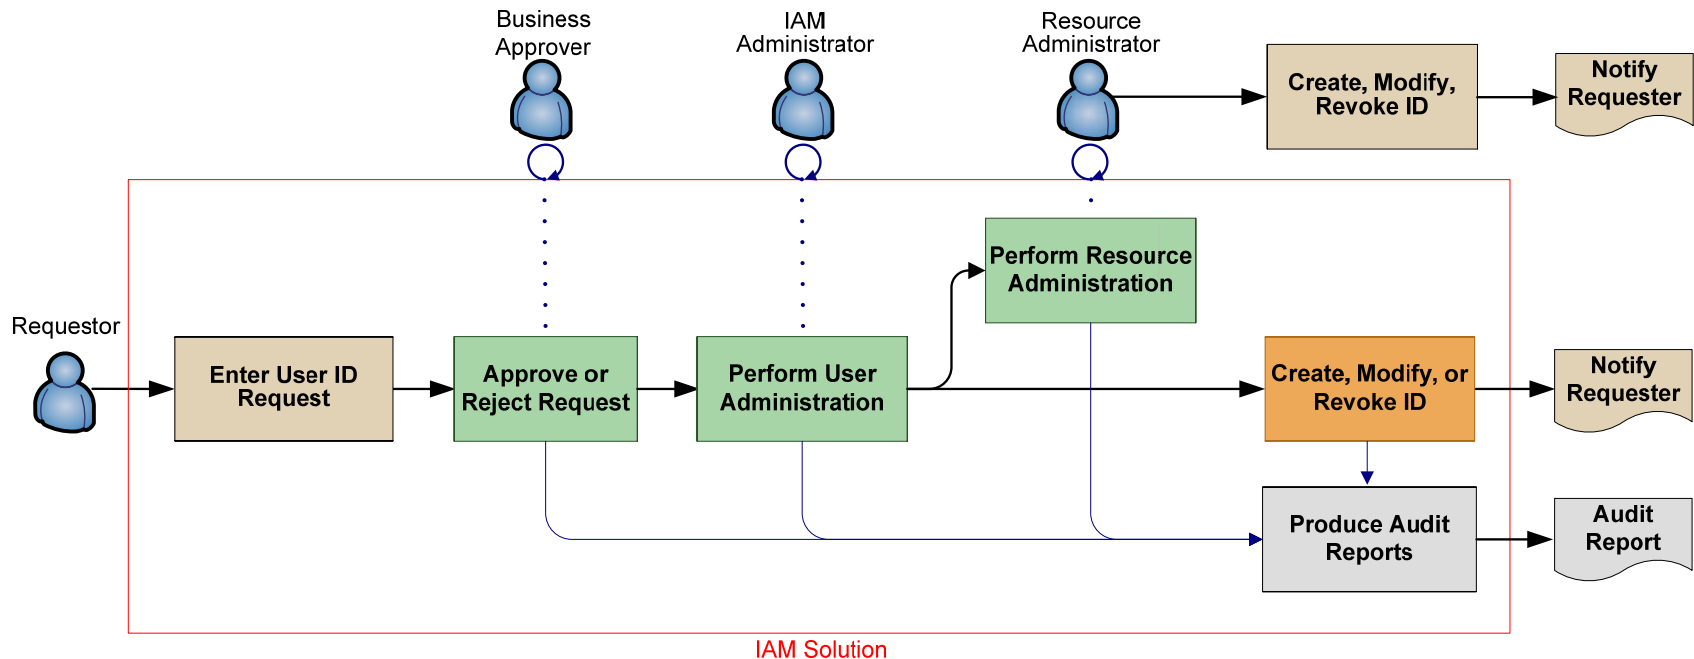 Business
Approver
IAM
Administrator
Resource
Administrator
Create, Modify,
Revoke ID
Notify
Requester
Perform Resource
Administration
Requestor
Enter User ID
Request
Approve or
Reject Request
Perform User
Administration
Create, Modify, or
Revoke ID
Notify
Requester
Produce Audit
Reports
Audit
Report
IAM Solution